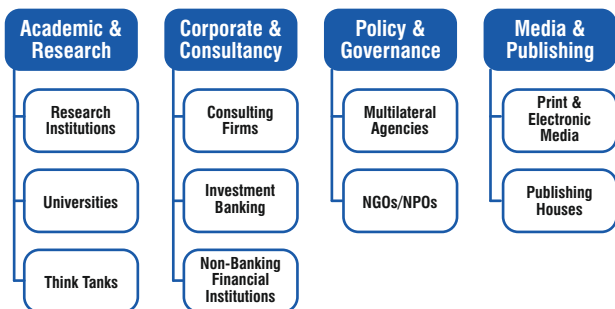 Academic &
Research
Research
Institutions
Universities
Think Tanks
Corporate &
Consultancy
Consulting
Firms
Investment
Banking
Non-Banking
Financial
Institutions
Policy &
Governance
Multilateral
Agencies
NGOs/NPOs
Media &
Publishing
Print &
Electronic
Media
Publishing
Houses